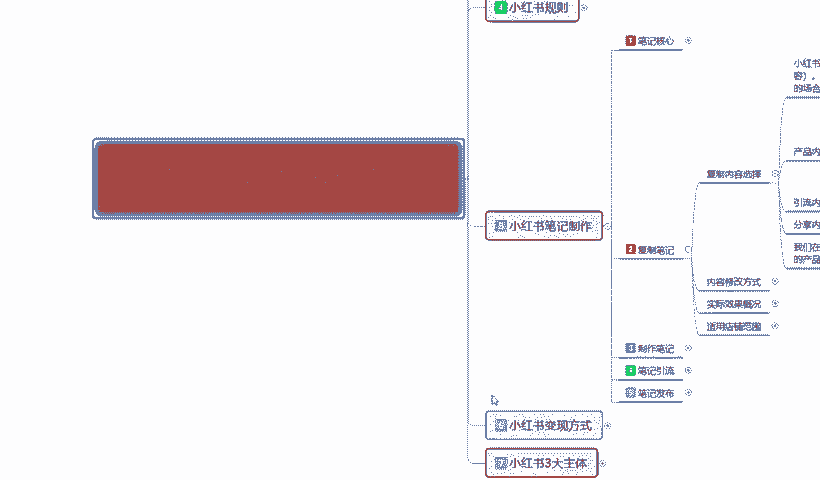 4 小红书规则
小红书笔记制作
小红书变现方式
小红书3大主体
1 笔记核心
2 复制笔记
制作笔记
笔记引流
笔记发布
复制内容选择
内容修改方式
实际效果概况
适用店铺范围
小红书
容）。
的场合
产品内
引流内
分享内
我们在
的产品